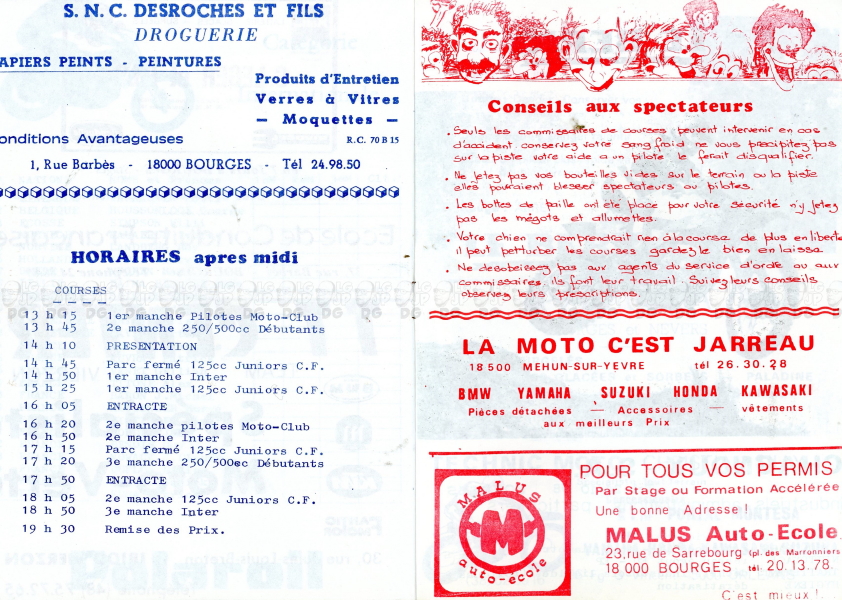 S. N. C. DESROCHES ET FILS
DROGUERIE
APIERS PEINTS - PEINTURES
Produits d'Entretien
Verres à Vitres
— Moquettes —
onditions Avantageuses
R.C. 70 B 15
1, Rue Barbès - 18000 BOURGES - Tél 24.98.50
HORAIRES apres midi
COURSES
13 h 15 1er manche Pilotes Moto-Club
13 h 45 2e manche 250/500cc Débutants
14 h 10 PRESENTATION
14 h 45 Parc fermé 125cc Juniors C.F.
14 h 50 1er manche Inter
15 h 25 1er manche 125cc Juniors C.F.
16 h 05 ENTRACTE
16 h 20 2e manche pilotes Moto-Club
16 h 50 2e manche Inter
17 h 15 Parc fermé 125cc Juniors C.F.
17 h 20 3e manche 250/500cc Débutants
17 h 50 ENTRACTE
18 h 05 2e manche 125cc Juniors C.F.
18 h 50 3e manche Inter
19 h 30 Remise des Prix.
Conseils aux spectateurs
. Seuls les commissaires de courses peuvent intervenir en cas
d'accident. conservez votre sang froid ne vous précipitez pas
sur la piste votre aide a un pilote le ferait disqualifier.
. Ne jetez pas vos bouteilles vides sur le terrain ou la piste
elles pourraient blesser spectateurs ou pilotes.
. Les bottes de paille ont été place pour votre sécurité n'y jetez
pas les mégots et allumettes.
. Votre chien ne comprendrait rien à la course de plus en liberté
il peut petturber les courses gardez le bien en laisse.
. Ne desobeissez pas aux agents du service d'ordre ou aux
commissaires. ils font leur travail. Suivez leurs conseils
observez leurs prescriptions.
LA MOTO C'EST JARREAU
18 500 MEHUN-SUR-YEVRE tél 26.30.28
BMW YAMAHA SUZUKI HONDA KAWASAKI
Pièces détachées — Accessoires — vêtements
aux meilleurs Prix
MALUS
M
auto-école
POUR TOUS VOS PERMIS
Par Stage ou Formation Accélérée
Une bonne Adresse!
MALUS Auto-Ecole
23, rue de Sarrebourg (pl. des Marronniers
18 000 BOURGES tél. 20.13.78.
C'est mieux!